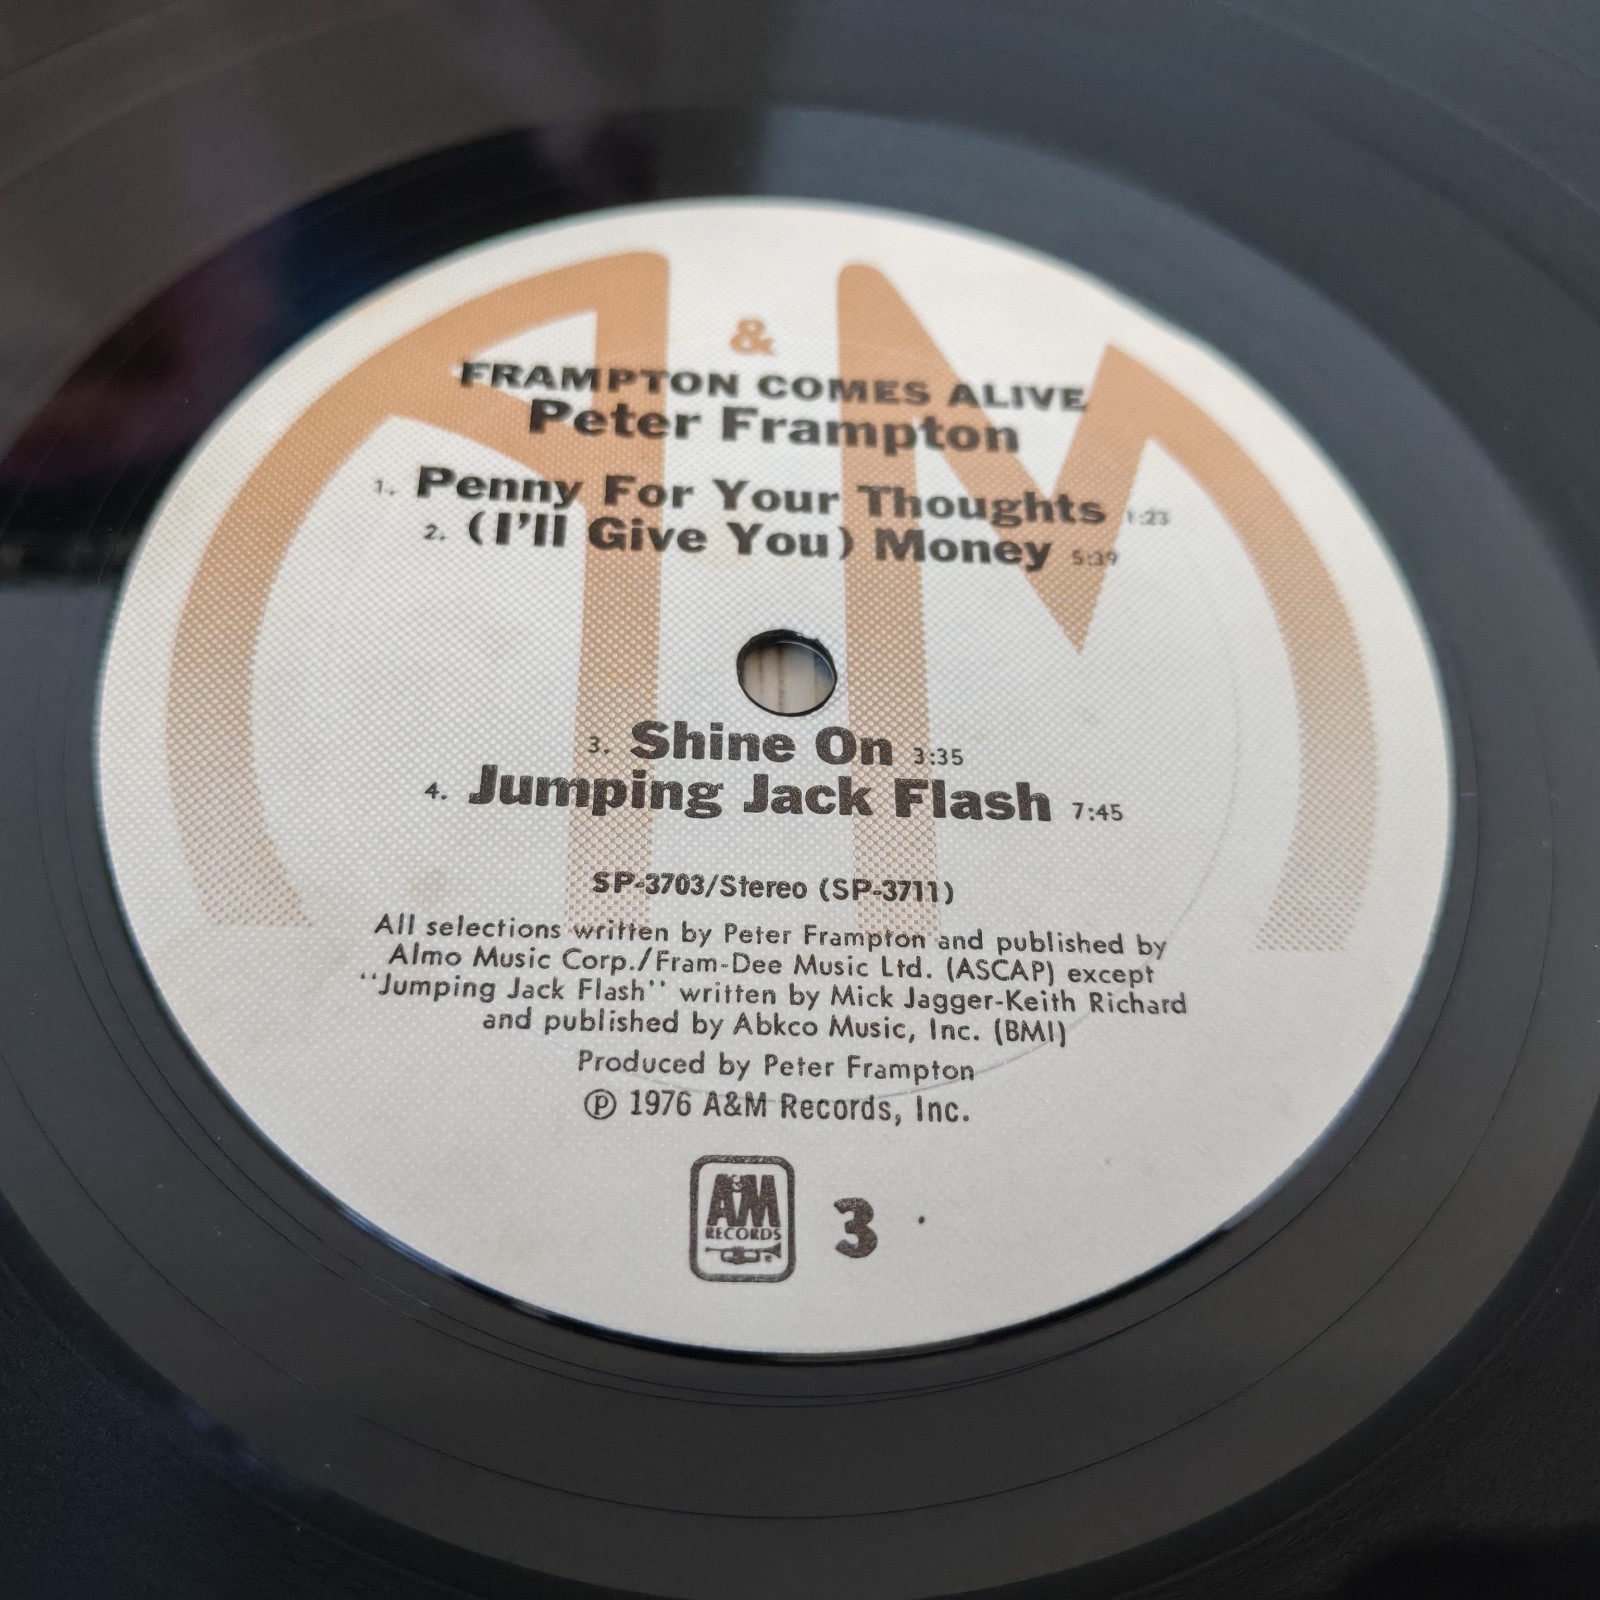 &
FRAMPTON COMES ALIVE
Peter Frampton
1. Penny For Your Thoughts 1:23
2. (I'll Give You) Money 5:39
3. Shine On 3:35
4. Jumping Jack Flash 7:45
SP-3703/Stereo (SP-3711)
All selections written by Peter Frampton and published by
Almo Music Corp./Fram-Dee Music Ltd. (ASCAP) except
"Jumping Jack Flash" written by Mick Jagger-Keith Richard
and published by Abkco Music, Inc. (BMI)
Produced by Peter Frampton
℗ 1976 A&M Records, Inc.
A&M
RECORDS
3